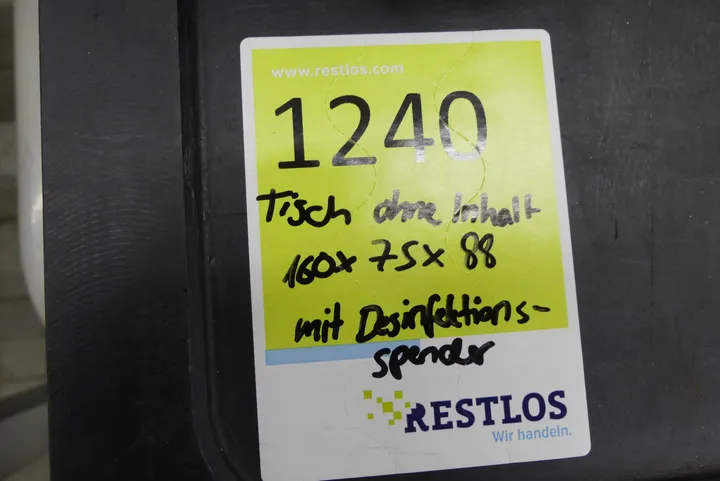 www.restlos.com
1240
Tisch ohne Inhalt
160x 75x 88
mit Desinfektions-
spender
RESTLOS
Wir handeln.